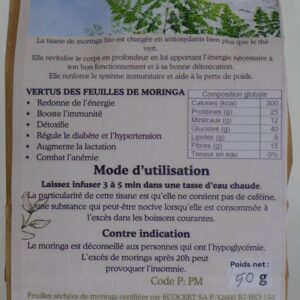 La tisane de moringa bio est chargée en antioxydants bien plus que le thé
vert.
Elle revitalise le corps en profondeur en lui apportant l'énergie nécessaire à
son bon fonctionnement et à sa bonne détoxication.
Elle renforce le système immunitaire et aide à la perte de poids.
VERTUS DES FEUILLES DE MORINGA
Redonne de l'énergie
Booste l'immunité
Détoxifie
Régule le diabète et l'hypertension
Augmente la lactation
Combat l'anémie
Composition globale
Calories (kcal) 300
Protéines (g) 25
Minéraux (g) 12
Glucides (g) 40
Lipides (g) 8
Fibres (g) 15
Teneur en eau 0%
Mode d'utilisation
Laissez infuser 3 à 5 min dans une tasse d'eau chaude.
La particularité de cette tisane est qu'elle ne contient pas de caféine,
une substance qui peut-être nocive lorsqu'elle est consommée à
l'excès dans les boissons courantes.
Contre indication
Le moringa est déconseillé aux personnes qui ont l'hypoglycémie.
L'excès de moringa après 20h peut
provoquer l'insomnie.
Code P: PM
Poids net :
50 g
Feuilles séchées de moringa certifiées par ECOCERT SA F-32600 BJ-BIO-154